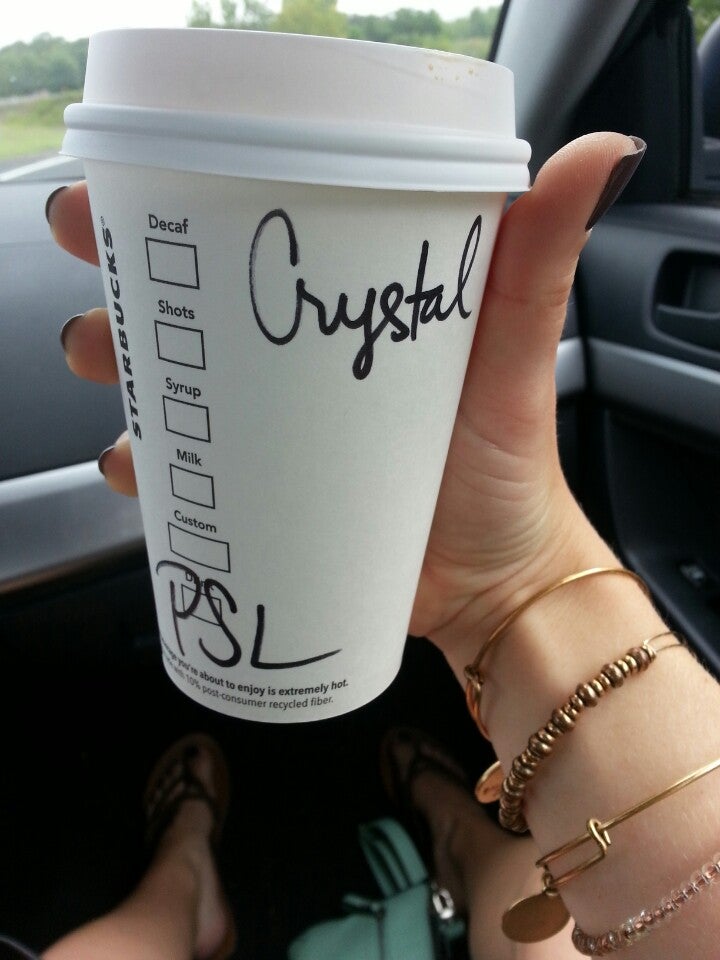 STARBUCKS®
Decaf
Crystal
Shots
Syrup
Milk
Custom
PSL
you're about to enjoy is extremely hot.
with 10% post-consumer recycled fiber.